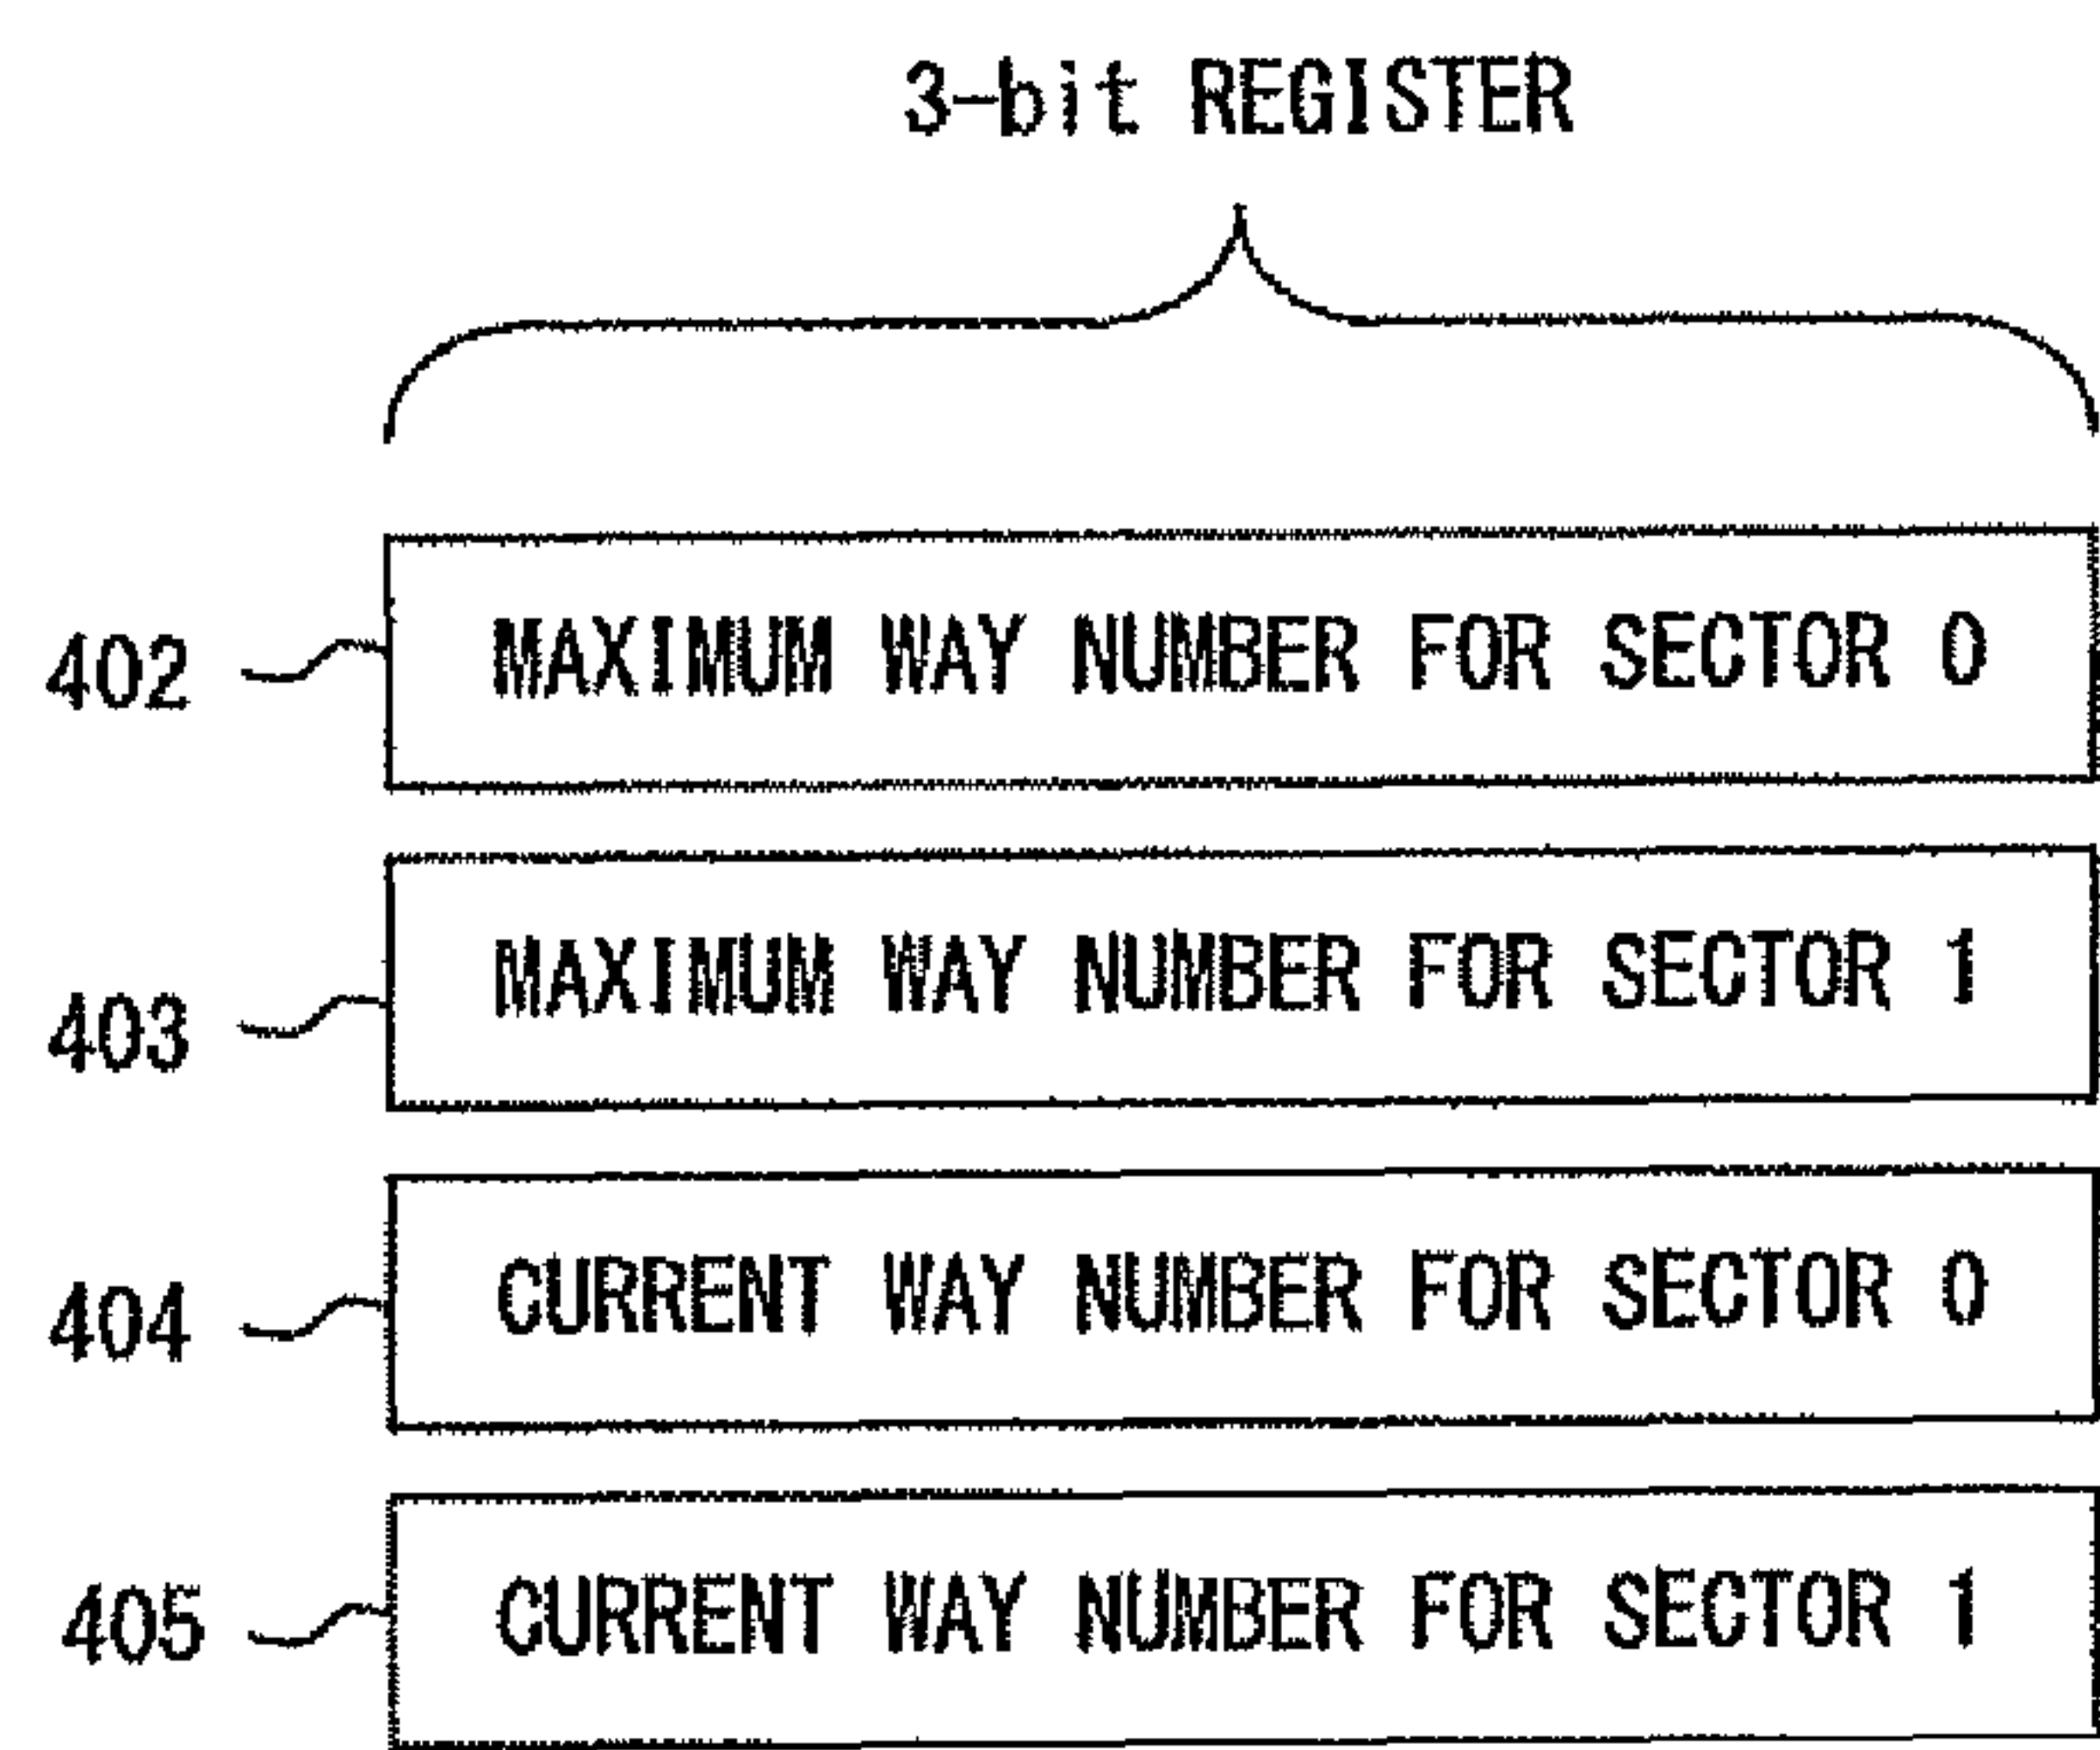 3-bit REGISTER
402 MAXIMUM WAY NUMBER FOR SECTOR 0
403 MAXIMUM WAY NUMBER FOR SECTOR 1
404 CURRENT WAY NUMBER FOR SECTOR 0
405 CURRENT WAY NUMBER FOR SECTOR 1